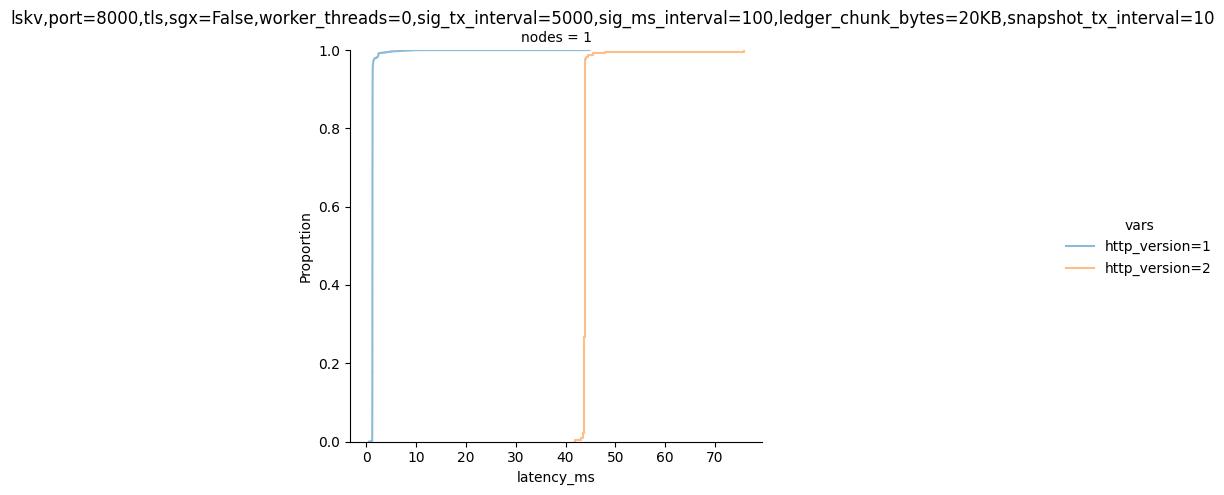 lskv,port=8000,tls,sgx=False,worker_threads=0,sig_tx_interval=5000,sig_ms_interval=100,ledger_chunk_bytes=20KB,snapshot_tx_interval=10
nodes = 1
1.0
0.8
0.6
0.4
0.2
0.0
Proportion
0 10 20 30 40 50 60 70
latency_ms
vars
http_version=1
http_version=2